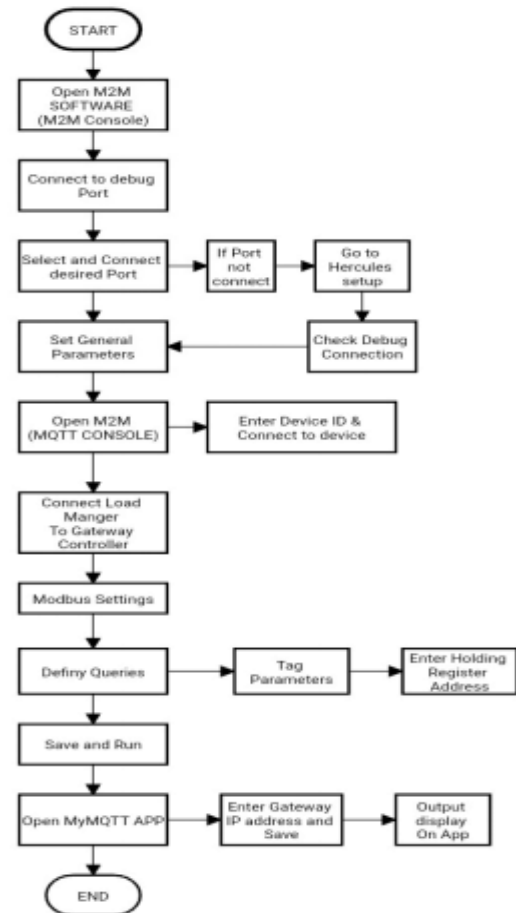 START
Open M2M
SOFTWARE
(M2M Console)
Connect to debug
Port
Select and Connect
desired Port
If Port
not
connect
Go to
Hercules
setup
Set General
Parameters
Check Debug
Connection
Open M2M
(MQTT CONSOLE)
Enter Device ID &
Connect to device
Connect Load
Manger
To Gateway
Controller
Modbus Settings
Definy Queries
Tag
Parameters
Enter Holding
Register
Address
Save and Run
Open MyMQTT APP
Enter Gateway
IP address and
Save
Output
display
On App
END